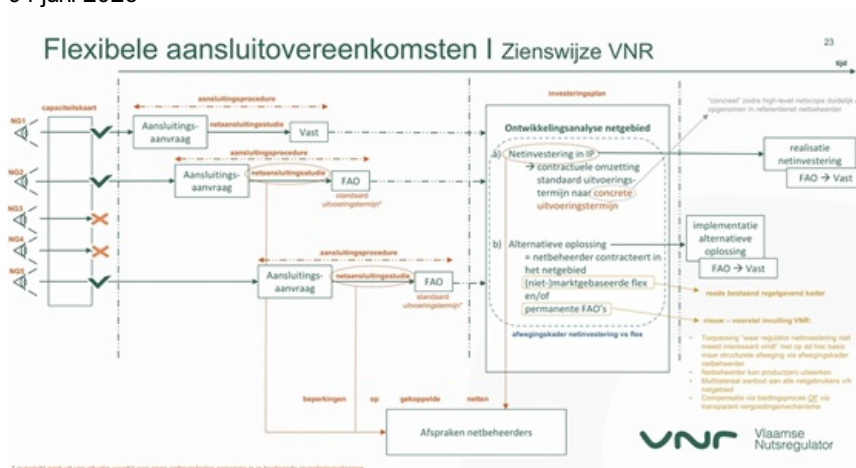 Flexibele aansluitovereenkomsten I Zienswijze VNR
23
tijd
capaciteitskaart
NG1
NG2
NG3
NG4
NG5
aansluitingsprocedure
Aansluitings-
aanvraag
netaansluitingsstudie
Vast
aansluitingsprocedure
Aansluitings-
aanvraag
netaansluitingsstudie
FAO
standaard
uitvoeringstermijn*
aansluitingsprocedure
Aansluitings-
aanvraag
netaansluitingsstudie
FAO
standaard
uitvoeringstermijn*
investeringsplan
Ontwikkelingsanalyse netgebied
a) Netinvestering in IP
→ contractuele omzetting
standaard uitvoerings-
termijn naar concrete
uitvoeringstermijn
b) Alternatieve oplossing
= netbeheerder contracteert in
het netgebied
(niet-)marktgebaseerde flex
en/of
permanente FAO's
afwegingskader netinvestering vs flex
"concreet" zodra high-level netscope duidelijk
opgenomen in referentienet netbeheerder
realisatie
netinvestering
FAO → Vast
implementatie
alternatieve
oplossing
FAO → Vast
reeds bestaand regelgevend kader
nieuw – voorstel invulling VNR:
• Toepassing "waar regulator netinvestering niet
meest interessant vindt" niet op ad hoc basis
maar structurele afweging via afwegingskader
netbeheerder
• Netbeheerder kan product(en) uitwerken
• Multilateraal aanbod aan alle netgebruikers v/h
netgebied
• Compensatie via biedingsproces OF via
transparant vergoedingsmechanisme
beperkingen op gekoppelde netten
Afspraken netbeheerders
vnr
Vlaamse
Nutsregulator